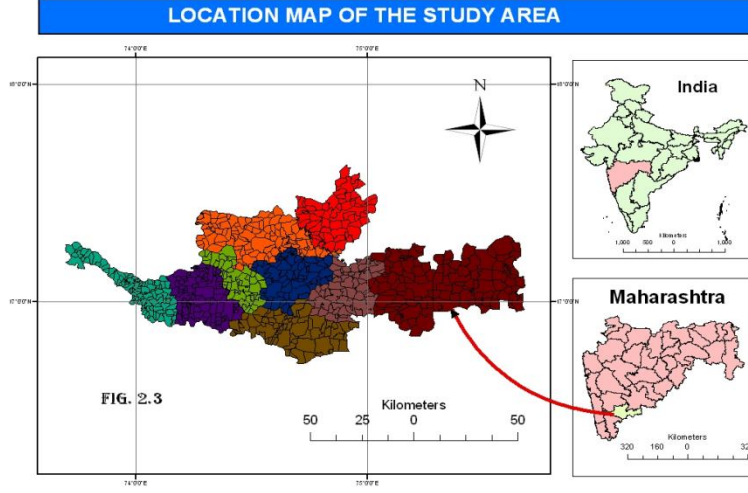 LOCATION MAP OF THE STUDY AREA
74°0'0"E
75°0'0"E
N
India
Kilometers
1,000 500 0 1,000
Maharashtra
Kilometers
320 160 0
FIG. 2.3
Kilometers
50 25 0 50
74°0'0"E
75°0'0"E